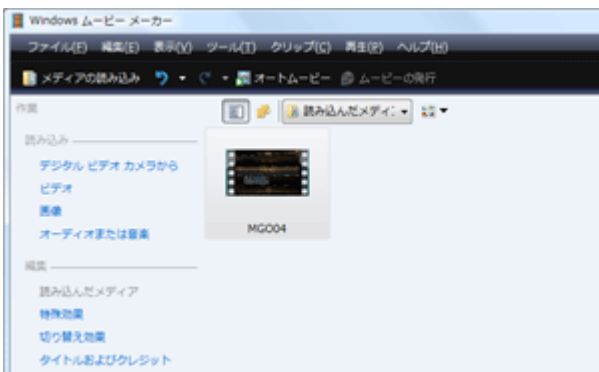 Windows ムービー メーカー
ファイル(F) 編集(E) 表示(V) ツール(T) クリップ(C) 再生(P) ヘルプ(H)
メディアの読み込み オートムービー ムービーの発行
作業
読み込んだメディ
読み込み
デジタル ビデオ カメラから
ビデオ
画像
オーディオまたは音楽
MGO04
編集
読み込んだメディア
特殊効果
切り替え効果
タイトルおよびクレジット